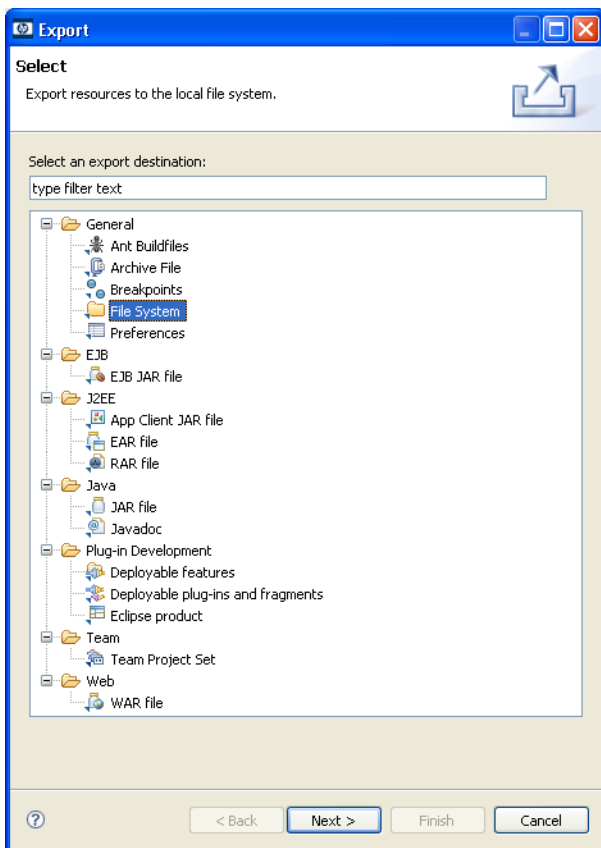 Export
Select
Export resources to the local file system.
Select an export destination:
type filter text
General
Ant Buildfiles
Archive File
Breakpoints
File System
Preferences
EJB
EJB JAR file
J2EE
App Client JAR file
EAR file
RAR file
Java
JAR file
Javadoc
Plug-in Development
Deployable features
Deployable plug-ins and fragments
Eclipse product
Team
Team Project Set
Web
WAR file
? < Back Next > Finish Cancel